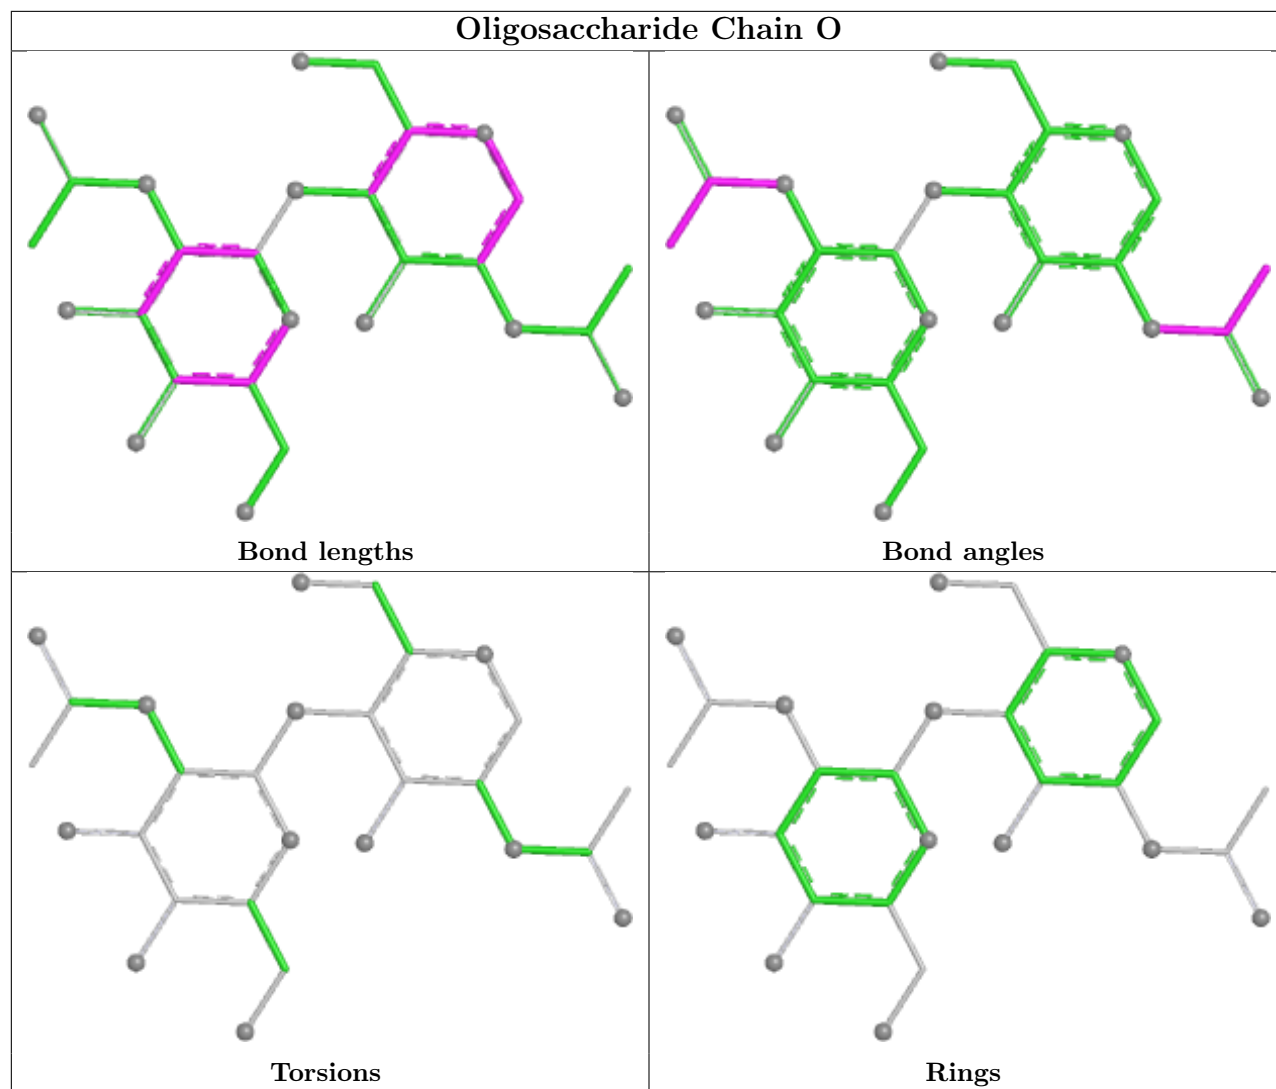 Oligosaccharide Chain O
Bond lengths
Bond angles
Torsions
Rings